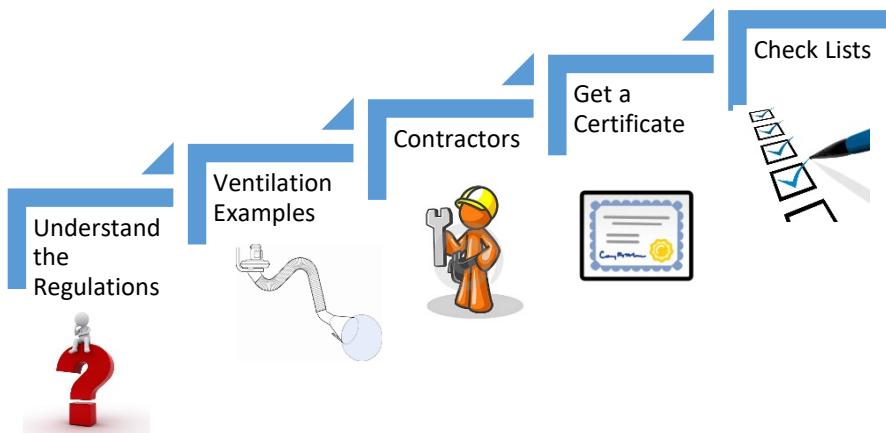 Understand
the
Regulations
Ventilation
Examples
Contractors
Get a
Certificate
Check Lists